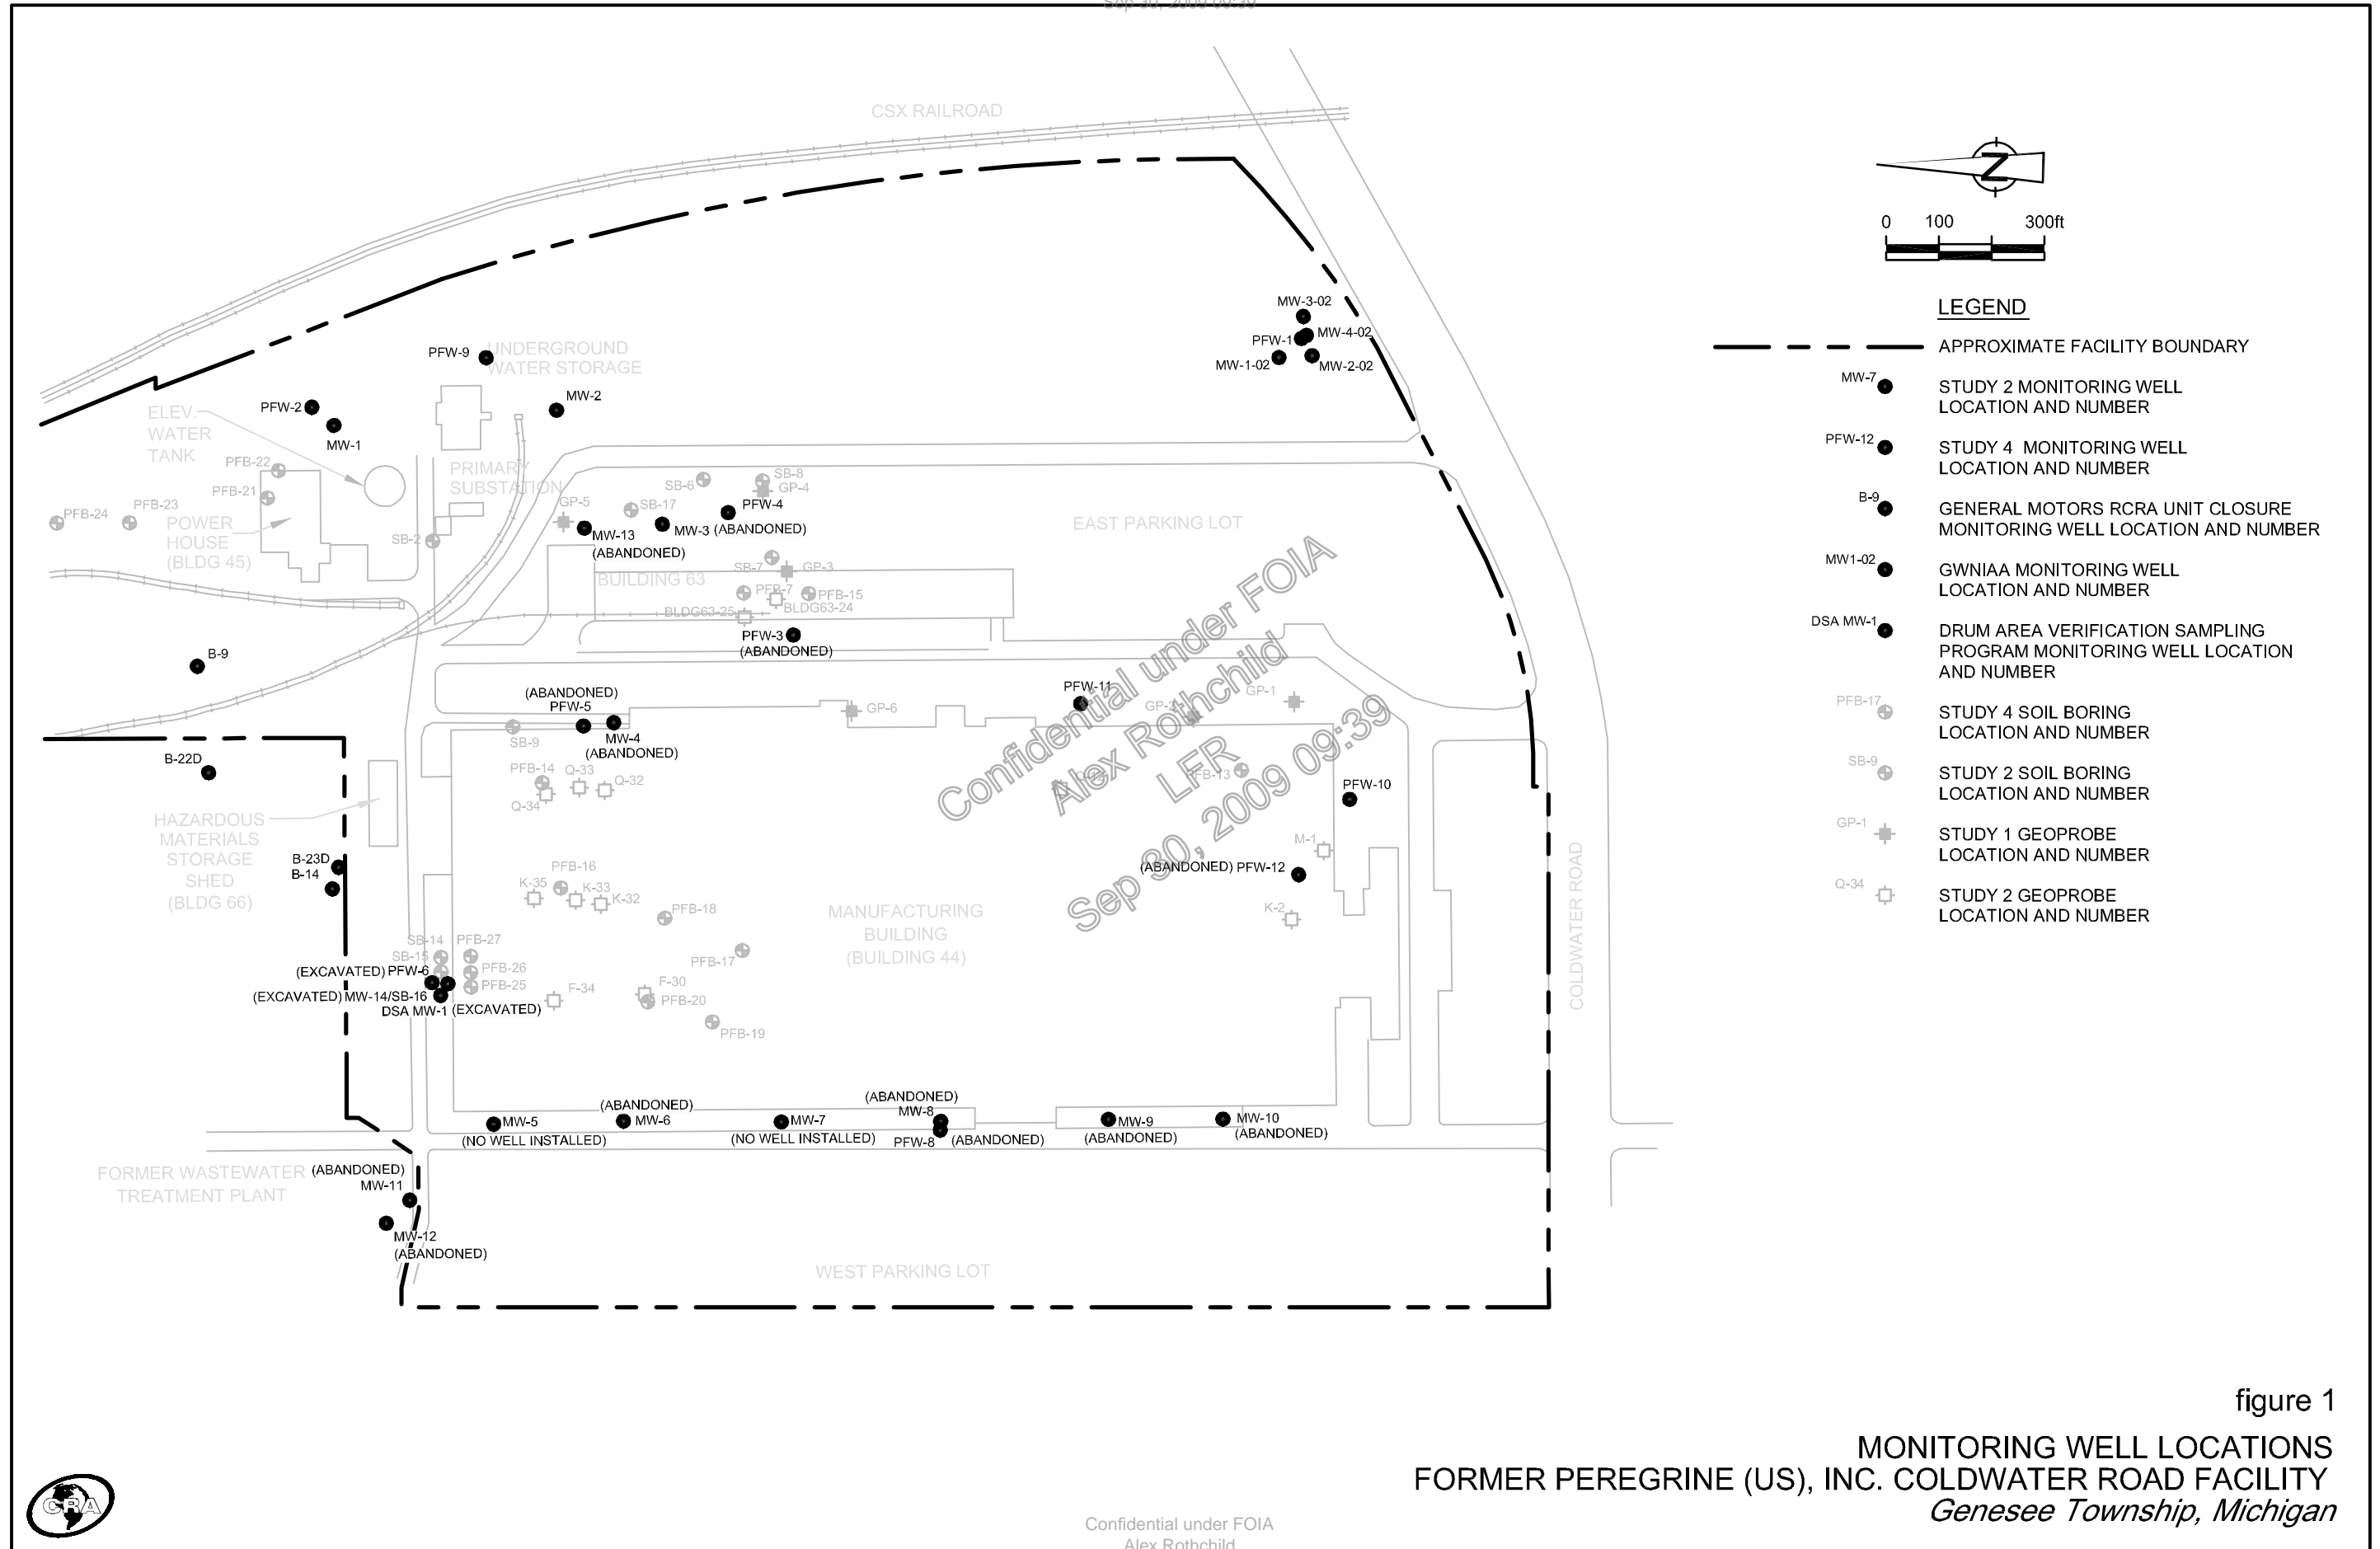 Sep 30, 2009 09:39
CSX RAILROAD
0 100 300ft
LEGEND
APPROXIMATE FACILITY BOUNDARY
MW-7
STUDY 2 MONITORING WELL
LOCATION AND NUMBER
PFW-12
STUDY 4 MONITORING WELL
LOCATION AND NUMBER
B-9
GENERAL MOTORS RCRA UNIT CLOSURE
MONITORING WELL LOCATION AND NUMBER
MW1-02
GWNIAA MONITORING WELL
LOCATION AND NUMBER
DSA MW-1
DRUM AREA VERIFICATION SAMPLING
PROGRAM MONITORING WELL LOCATION
AND NUMBER
PFB-17
STUDY 4 SOIL BORING
LOCATION AND NUMBER
SB-9
STUDY 2 SOIL BORING
LOCATION AND NUMBER
GP-1
STUDY 1 GEOPROBE
LOCATION AND NUMBER
Q-34
STUDY 2 GEOPROBE
LOCATION AND NUMBER
MW-3-02
MW-4-02
PFW-1
MW-1-02
MW-2-02
PFW-9
UNDERGROUND
WATER STORAGE
MW-2
PFW-2
MW-1
ELEV.
WATER
TANK
PFB-22
PFB-21
PFB-23
PFB-24
POWER
HOUSE
(BLDG 45)
PRIMARY
SUBSTATION
SB-2
GP-5
SB-6
SB-17
SB-8
GP-4
PFW-4
MW-3 (ABANDONED)
MW-13
(ABANDONED)
EAST PARKING LOT
BUILDING 63
SB-7
GP-3
PFB-7
PFB-15
BLDG63-25
BLDG63-24
PFW-3
(ABANDONED)
B-9
(ABANDONED)
PFW-5
MW-4
(ABANDONED)
SB-9
GP-6
PFW-11
GP-2
GP-1
B-22D
PFB-14
Q-33
Q-32
Q-34
PFB-13
PFW-10
HAZARDOUS
MATERIALS
STORAGE
SHED
(BLDG 66)
B-23D
B-14
M-1
(ABANDONED) PFW-12
K-2
PFB-16
K-35
K-33
K-32
PFB-18
PFB-17
MANUFACTURING
BUILDING
(BUILDING 44)
COLDWATER ROAD
SB-14
PFB-27
SB-15
PFB-26
(EXCAVATED) PFW-6
PFB-25
(EXCAVATED) MW-14/SB-16
DSA MW-1 (EXCAVATED)
F-34
F-30
PFB-20
PFB-19
MW-5
(NO WELL INSTALLED)
(ABANDONED)
MW-6
MW-7
(NO WELL INSTALLED)
(ABANDONED)
MW-8
PFW-8 (ABANDONED)
MW-9
(ABANDONED)
MW-10
(ABANDONED)
FORMER WASTEWATER
TREATMENT PLANT
(ABANDONED)
MW-11
MW-12
(ABANDONED)
WEST PARKING LOT
Confidential under FOIA
Alex Rothchild
LFR
Sep 30, 2009 09:39
figure 1
MONITORING WELL LOCATIONS
FORMER PEREGRINE (US), INC. COLDWATER ROAD FACILITY
Genesee Township, Michigan
CRA
Confidential under FOIA
Alex Rothchild